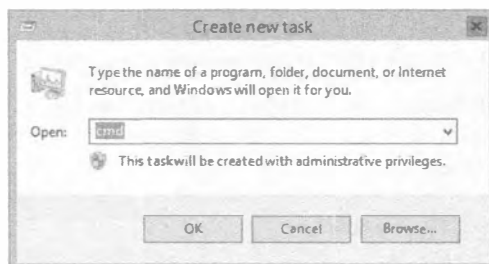 Create new task
Type the name of a program, folder, document, or Internet
resource, and Windows will open it for you.
Open:
cmd
This task will be created with administrative privileges.
OK
Cancel
Browse...